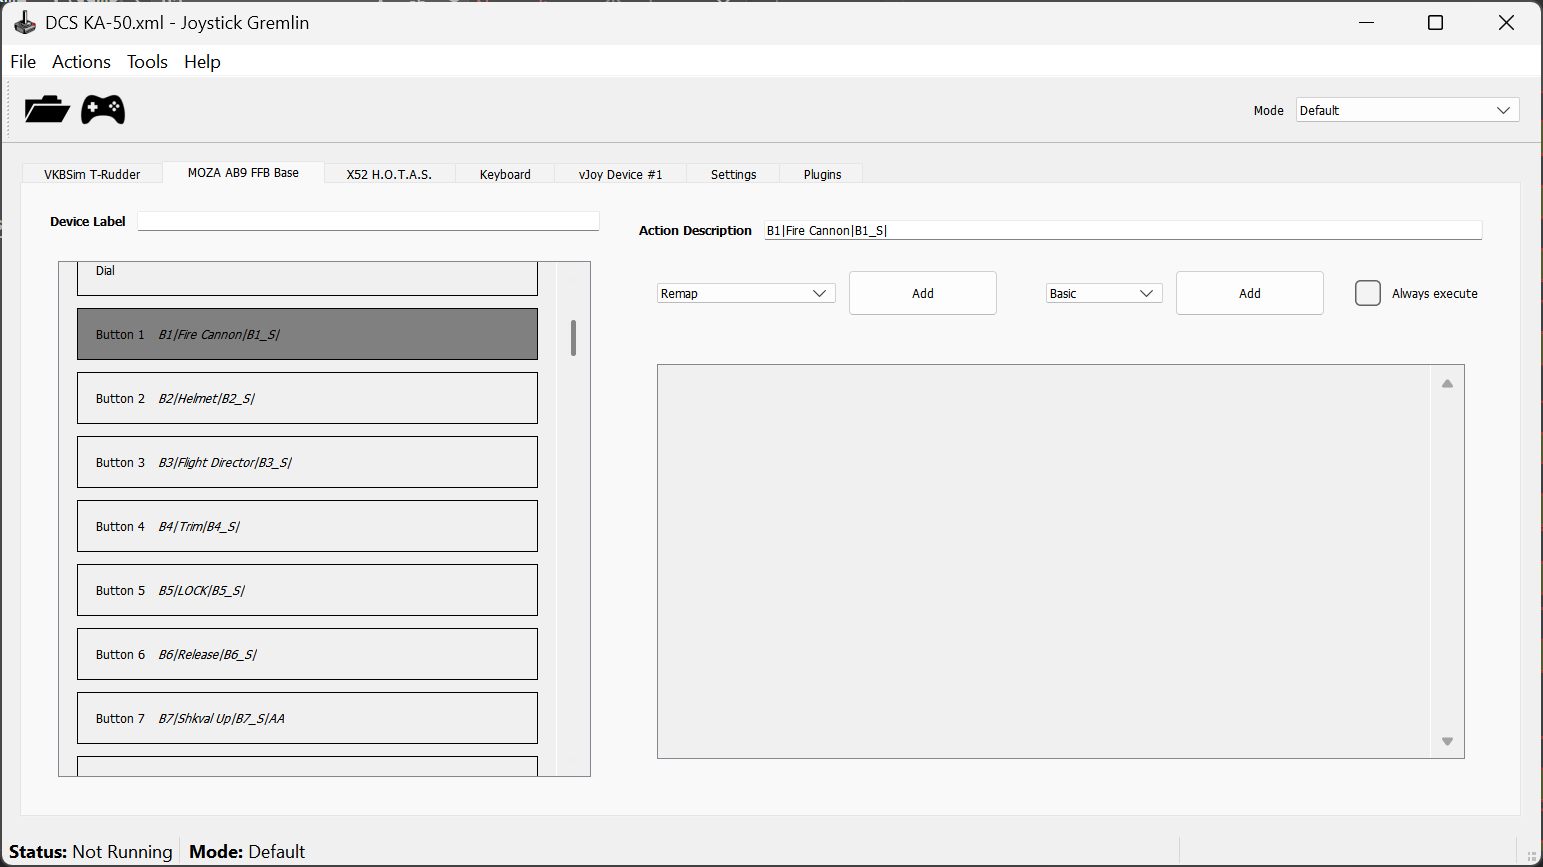 DCS KA-50.xml - Joystick Gremlin
File Actions Tools Help
Mode Default
VKBSim T-Rudder MOZA AB9 FFB Base X52 H.O.T.A.S. Keyboard vJoy Device #1 Settings Plugins
Device Label
Action Description B1|Fire Cannon|B1_S|
Dial
Remap Add Basic Add Always execute
Button 1 B1|Fire Cannon|B1_S|
Button 2 B2|Helmet|B2_S|
Button 3 B3|Flight Director|B3_S|
Button 4 B4|Trim|B4_S|
Button 5 B5|LOCK|B5_S|
Button 6 B6|Release|B6_S|
Button 7 B7|Shkval Up|B7_S|AA
Status: Not Running Mode: Default